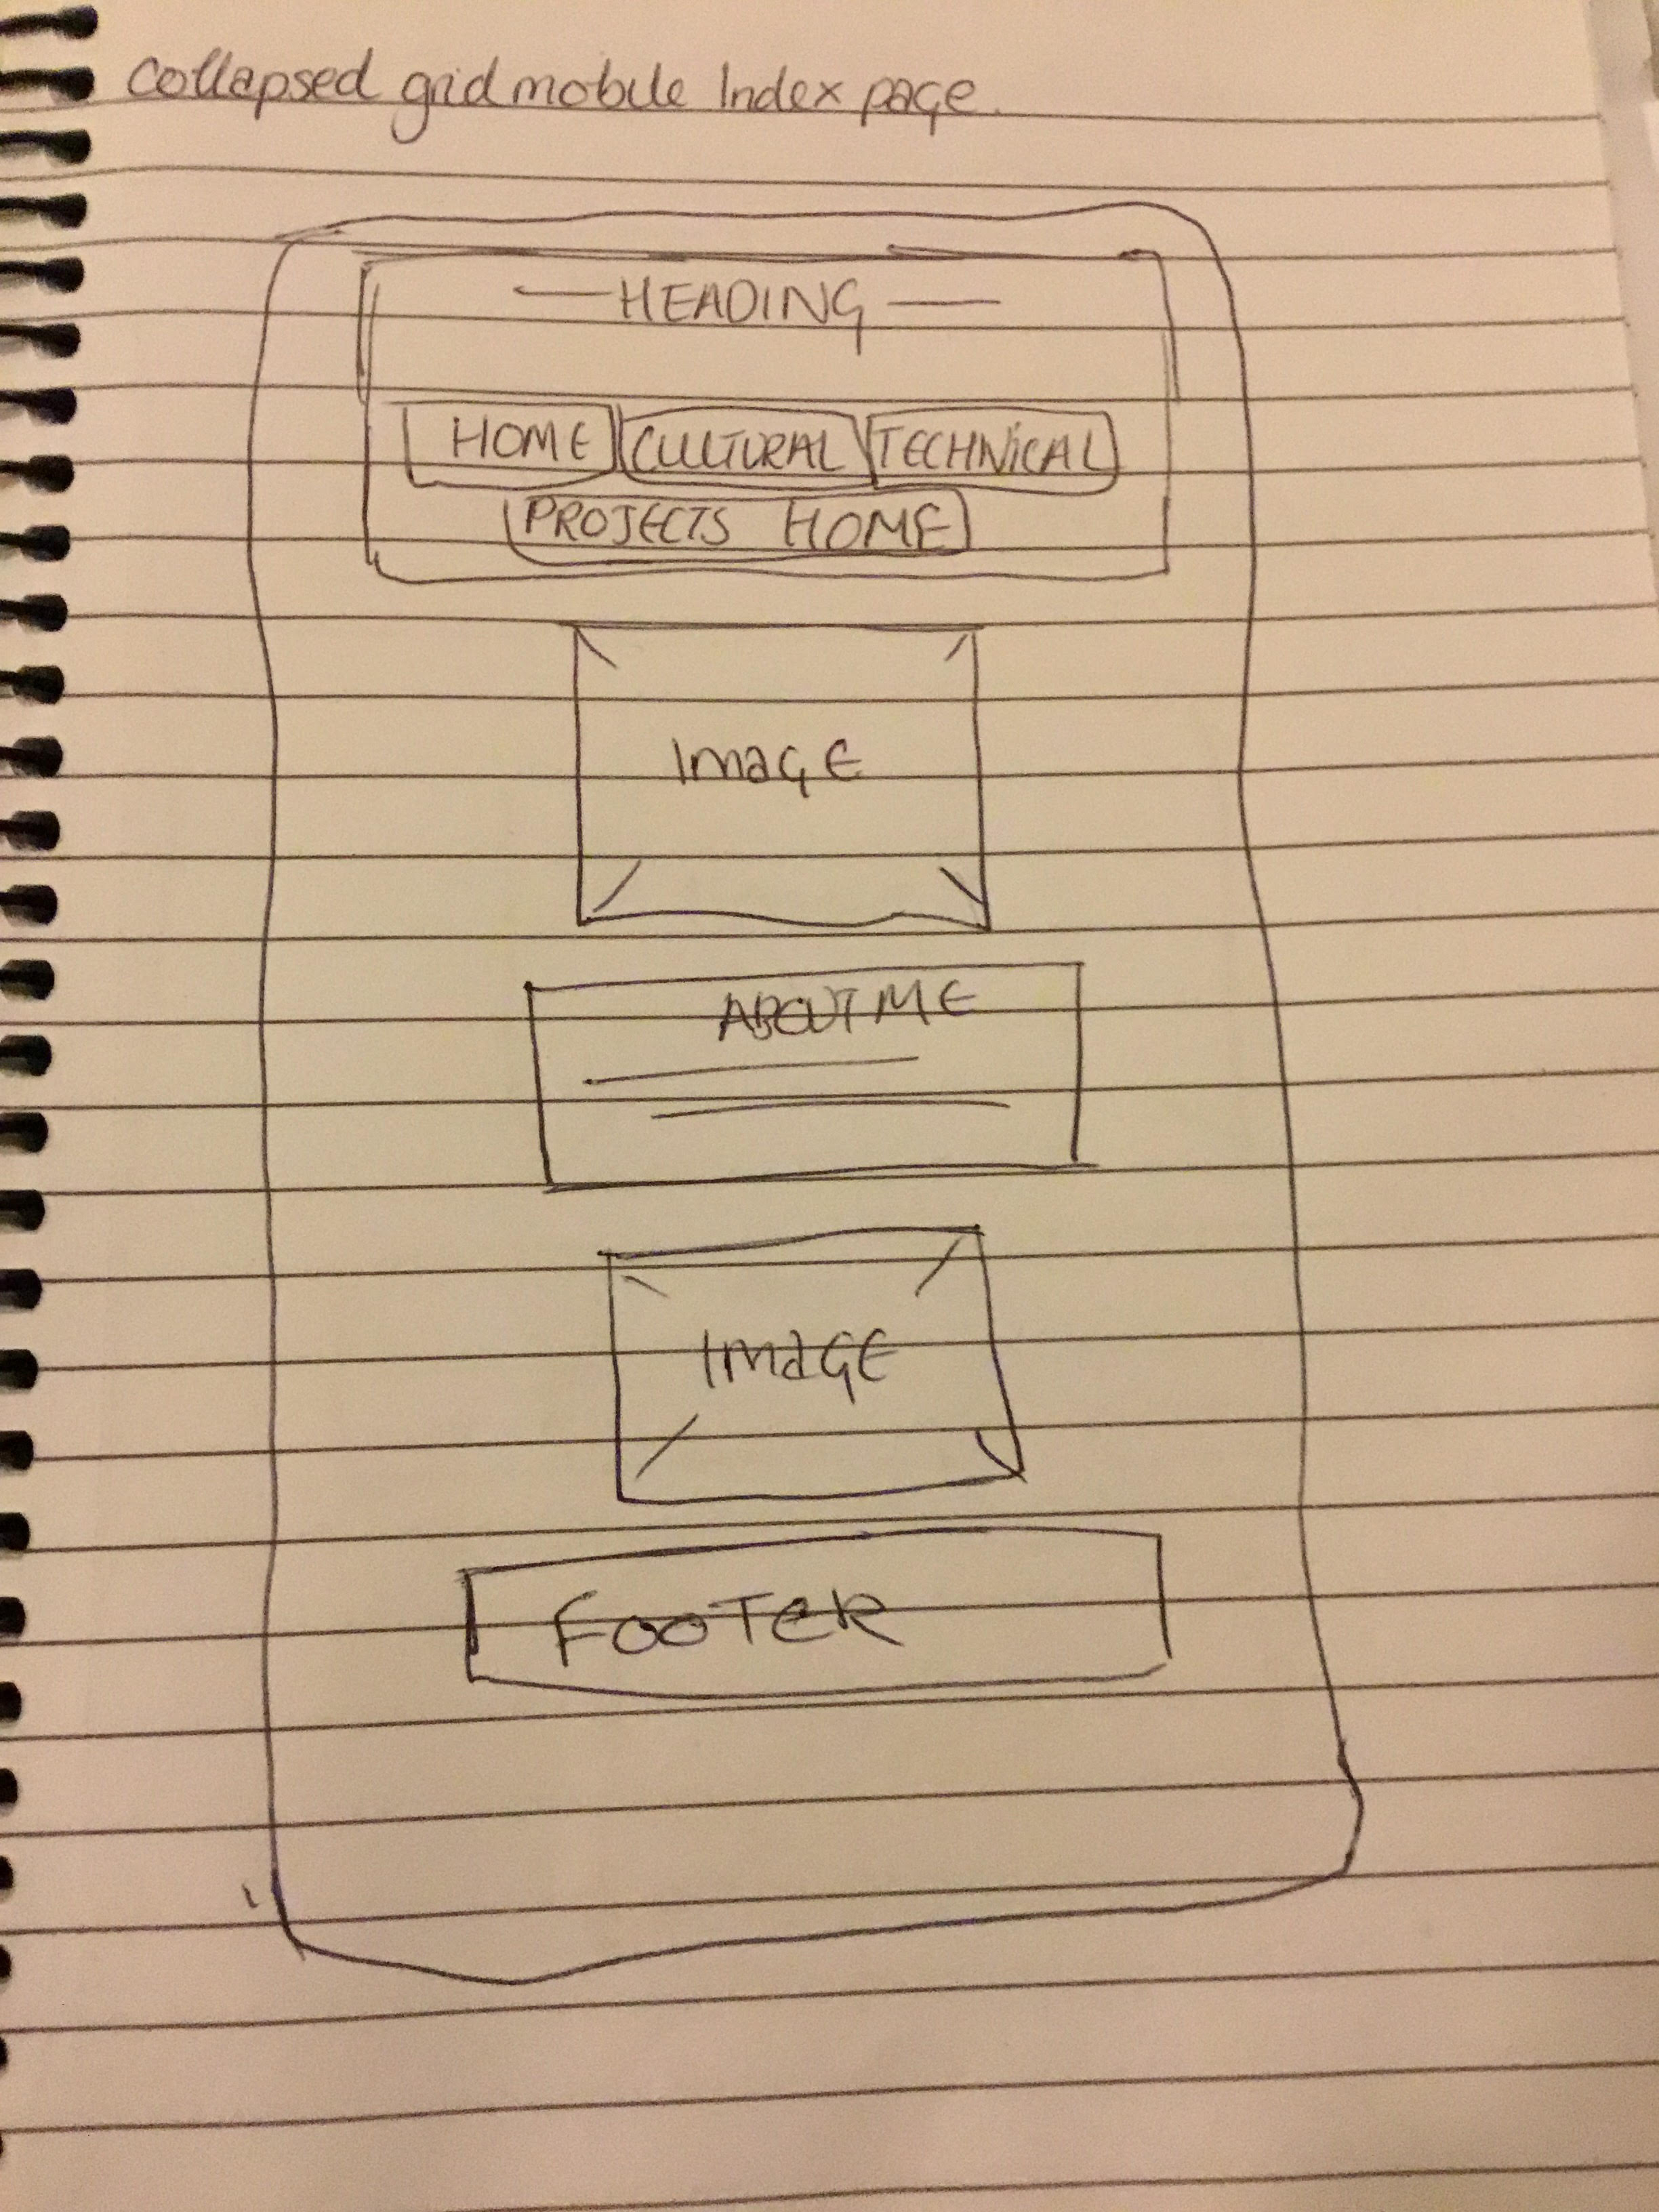 Collapsed grid mobile Index page.
HEADING
HOME CULTURAL TECHNICAL
PROJECTS HOME
ImaGE
ABOUT ME
ImaGE
FOOTER